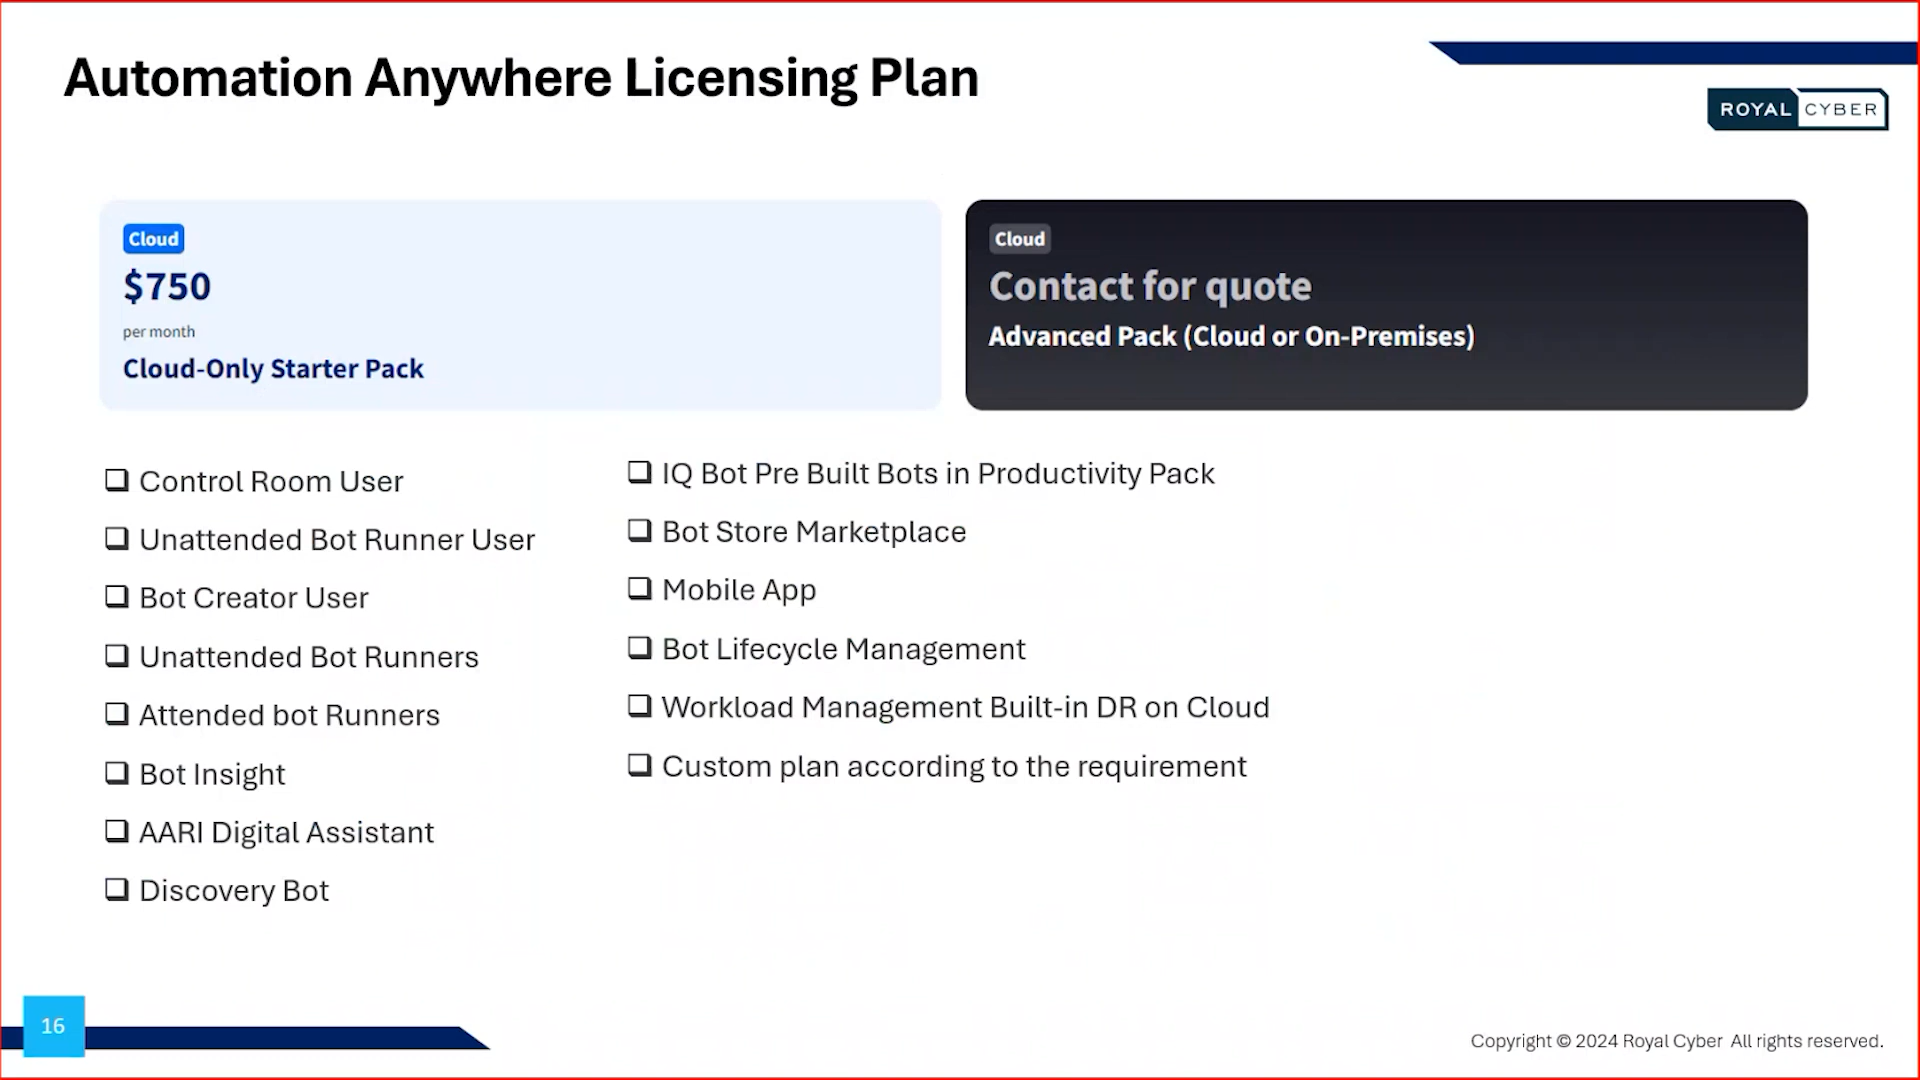 Automation Anywhere Licensing Plan
ROYAL CYBER
Cloud
$750
per month
Cloud-Only Starter Pack
Cloud
Contact for quote
Advanced Pack (Cloud or On-Premises)
Control Room User
Unattended Bot Runner User
Bot Creator User
Unattended Bot Runners
Attended bot Runners
Bot Insight
AARI Digital Assistant
Discovery Bot
IQ Bot Pre Built Bots in Productivity Pack
Bot Store Marketplace
Mobile App
Bot Lifecycle Management
Workload Management Built-in DR on Cloud
Custom plan according to the requirement
16
Copyright © 2024 Royal Cyber All rights reserved.